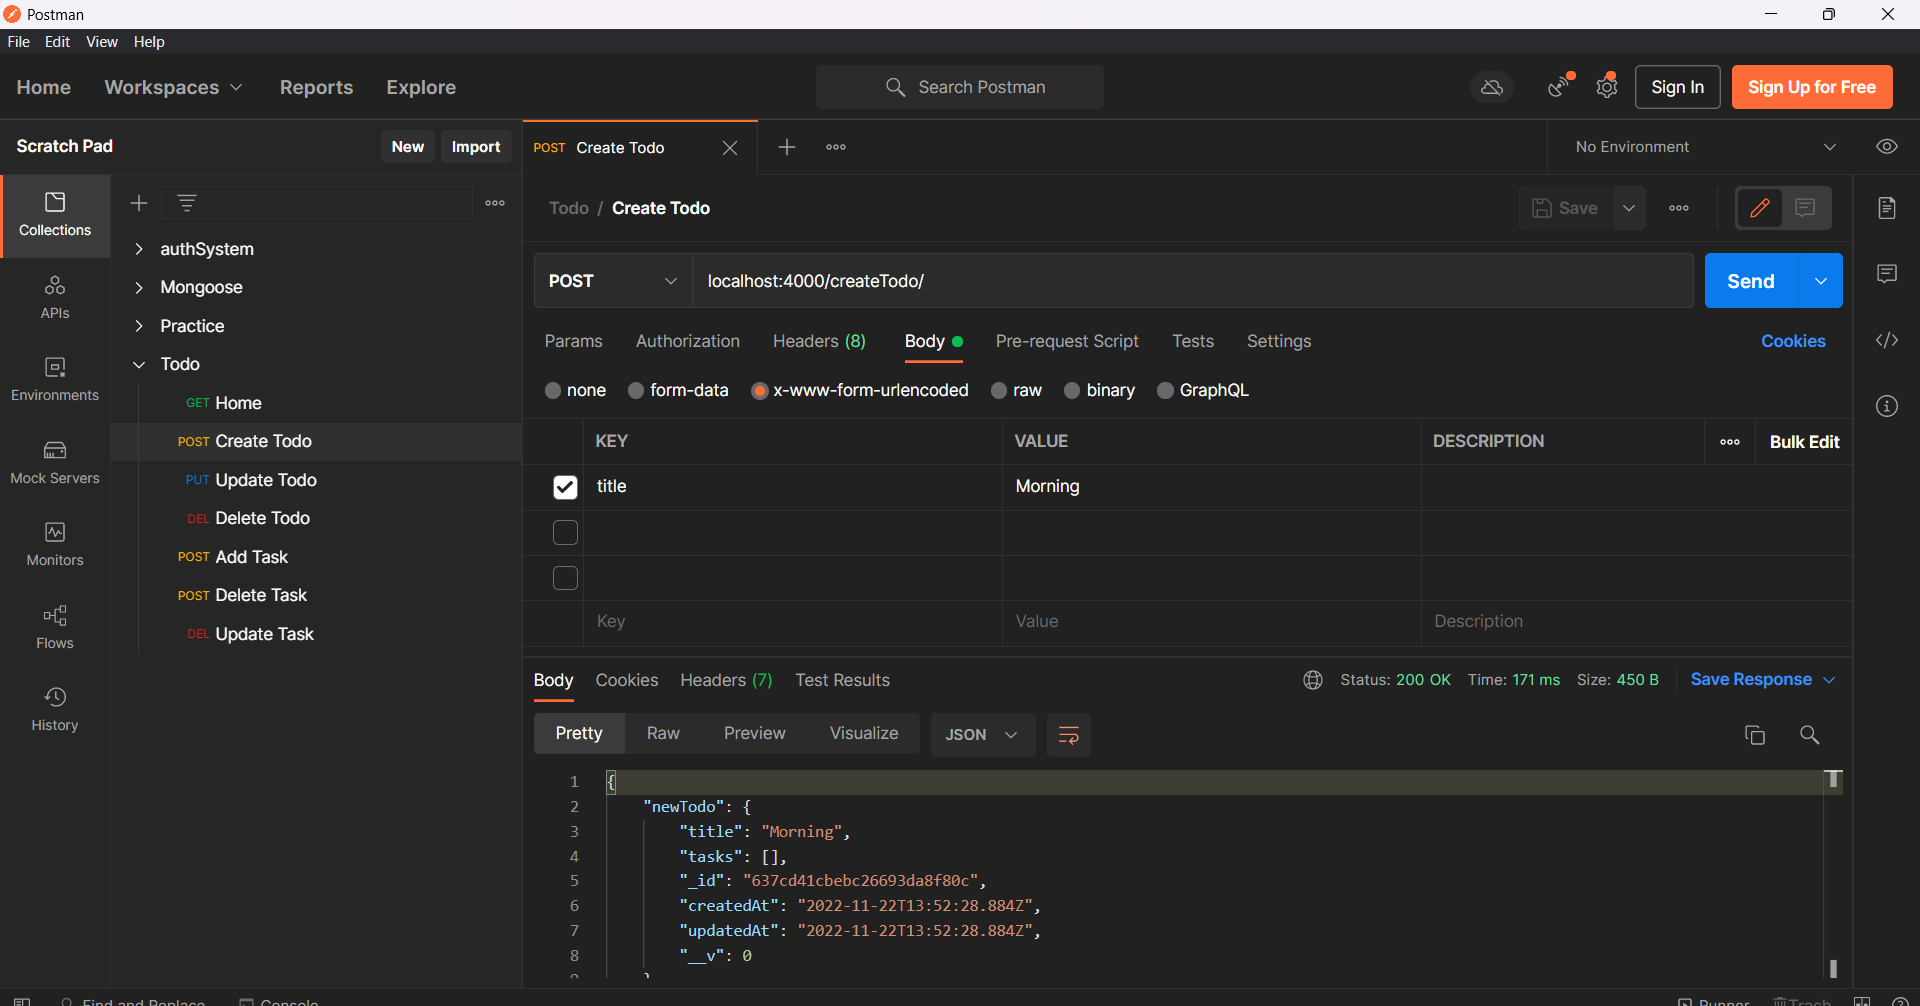 Postman
File Edit View Help
Home Workspaces Reports Explore Search Postman Sign In Sign Up for Free
Scratch Pad New Import POST Create Todo No Environment
Collections
APIs
Environments
Mock Servers
Monitors
Flows
History
authSystem
Mongoose
Practice
Todo
GET Home
POST Create Todo
PUT Update Todo
DEL Delete Todo
POST Add Task
POST Delete Task
DEL Update Task
Todo / Create Todo Save
POST localhost:4000/createTodo/ Send
Params Authorization Headers (8) Body Pre-request Script Tests Settings Cookies
none form-data x-www-form-urlencoded raw binary GraphQL
KEY VALUE DESCRIPTION Bulk Edit
title Morning
Key Value Description
Body Cookies Headers (7) Test Results Status: 200 OK Time: 171 ms Size: 450 B Save Response
Pretty Raw Preview Visualize JSON
1 {
2 "newTodo": {
3 "title": "Morning",
4 "tasks": [],
5 "_id": "637cd41cbebc26693da8f80c",
6 "createdAt": "2022-11-22T13:52:28.884Z",
7 "updatedAt": "2022-11-22T13:52:28.884Z",
8 "__v": 0
9 }
Find and Replace Console Runner Trash